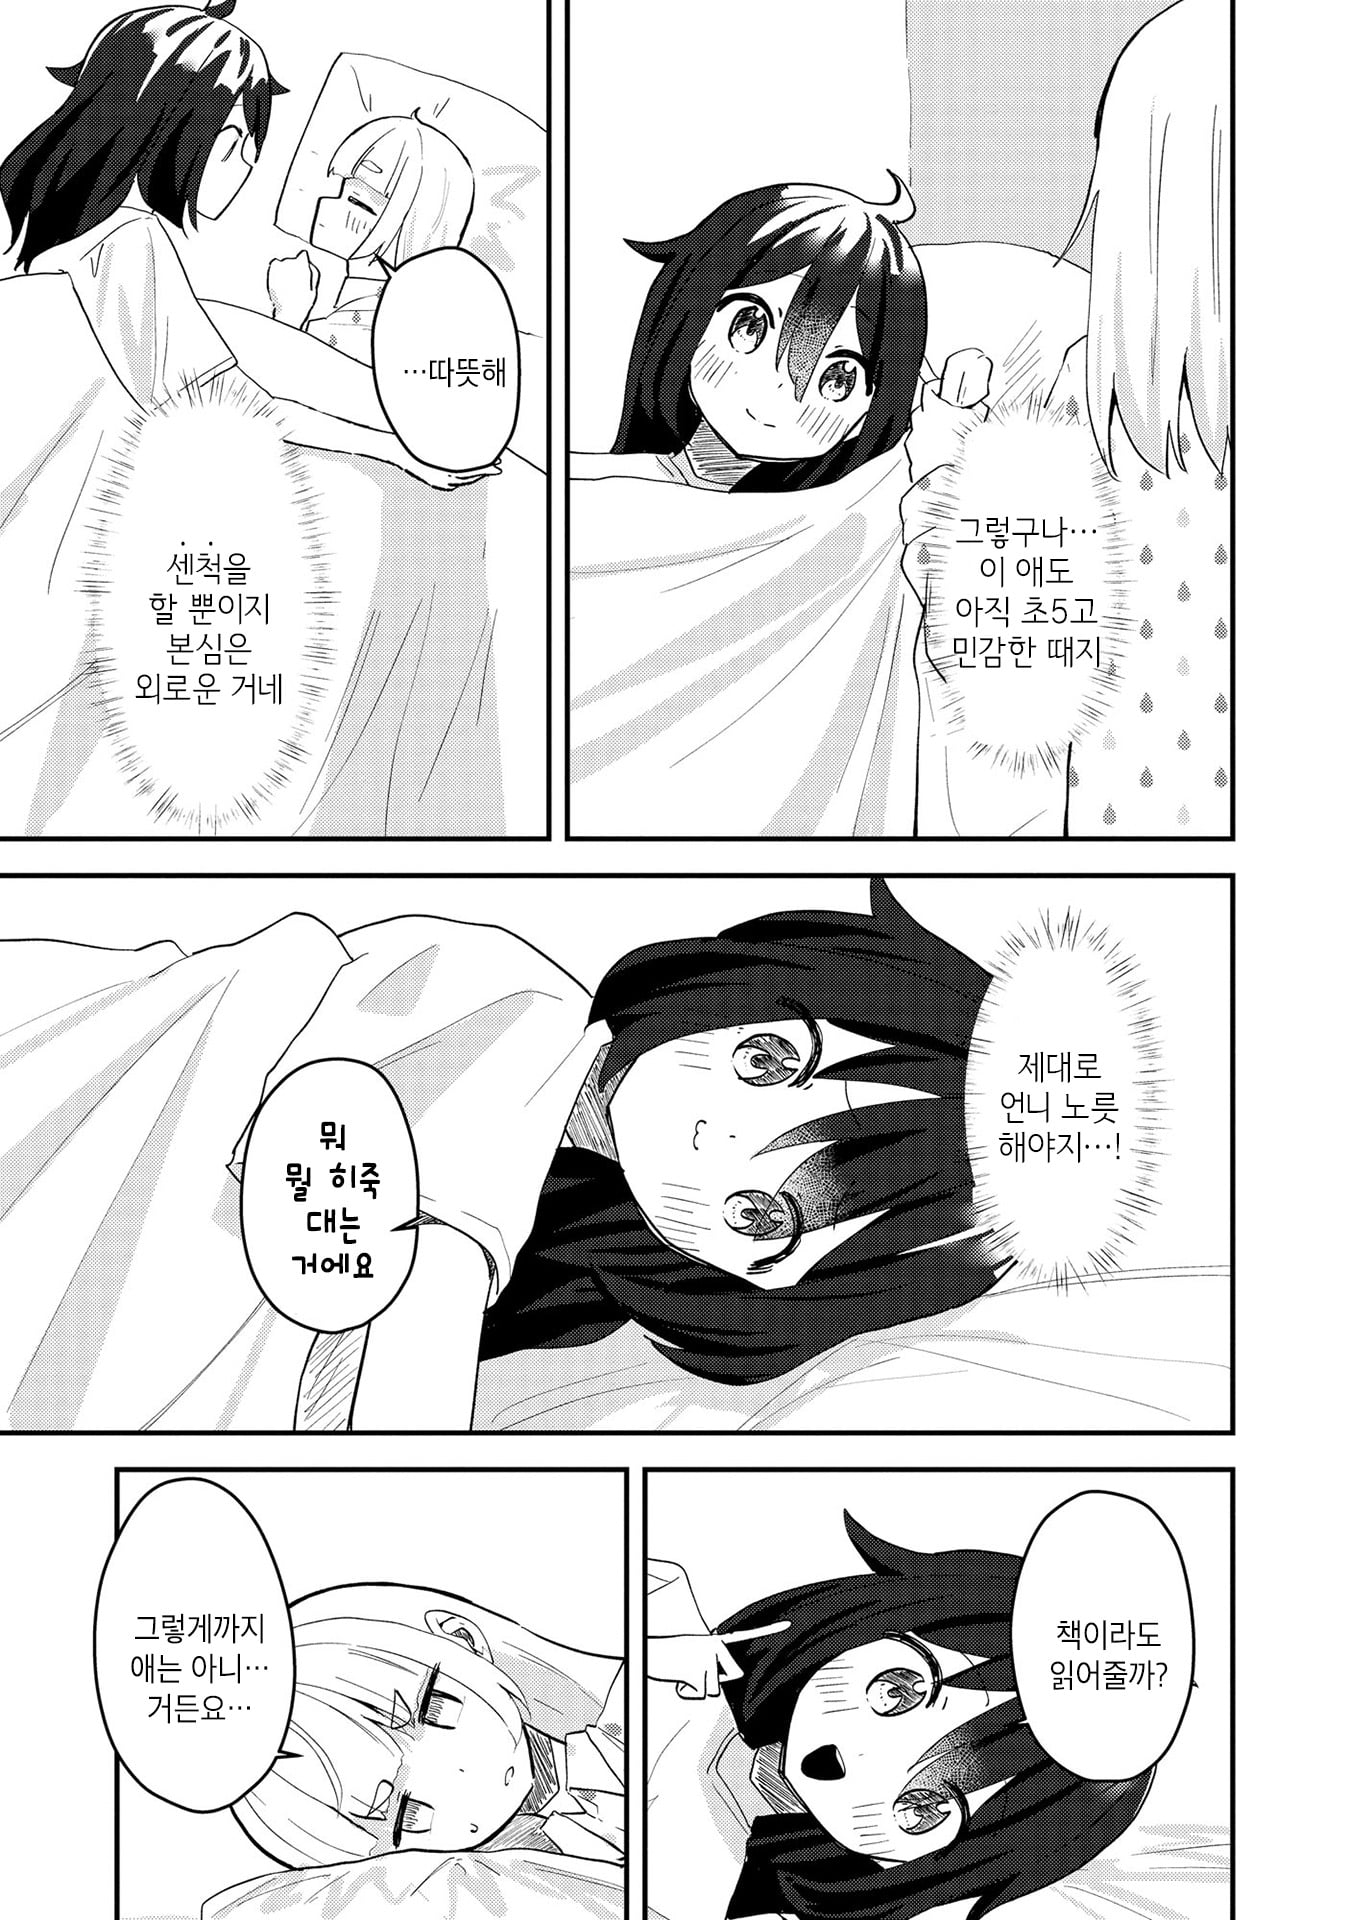 그렇구나…
이 애도
아직 초5고
민감한 때지
…따뜻해
센척을
할 뿐이지
본심은
외로운 거네
제대로
언니 노릇
해야지…!
뭐
뭘 히죽
대는
거에요
책이라도
읽어줄까?
그렇게까지
애는 아니…
거든요…